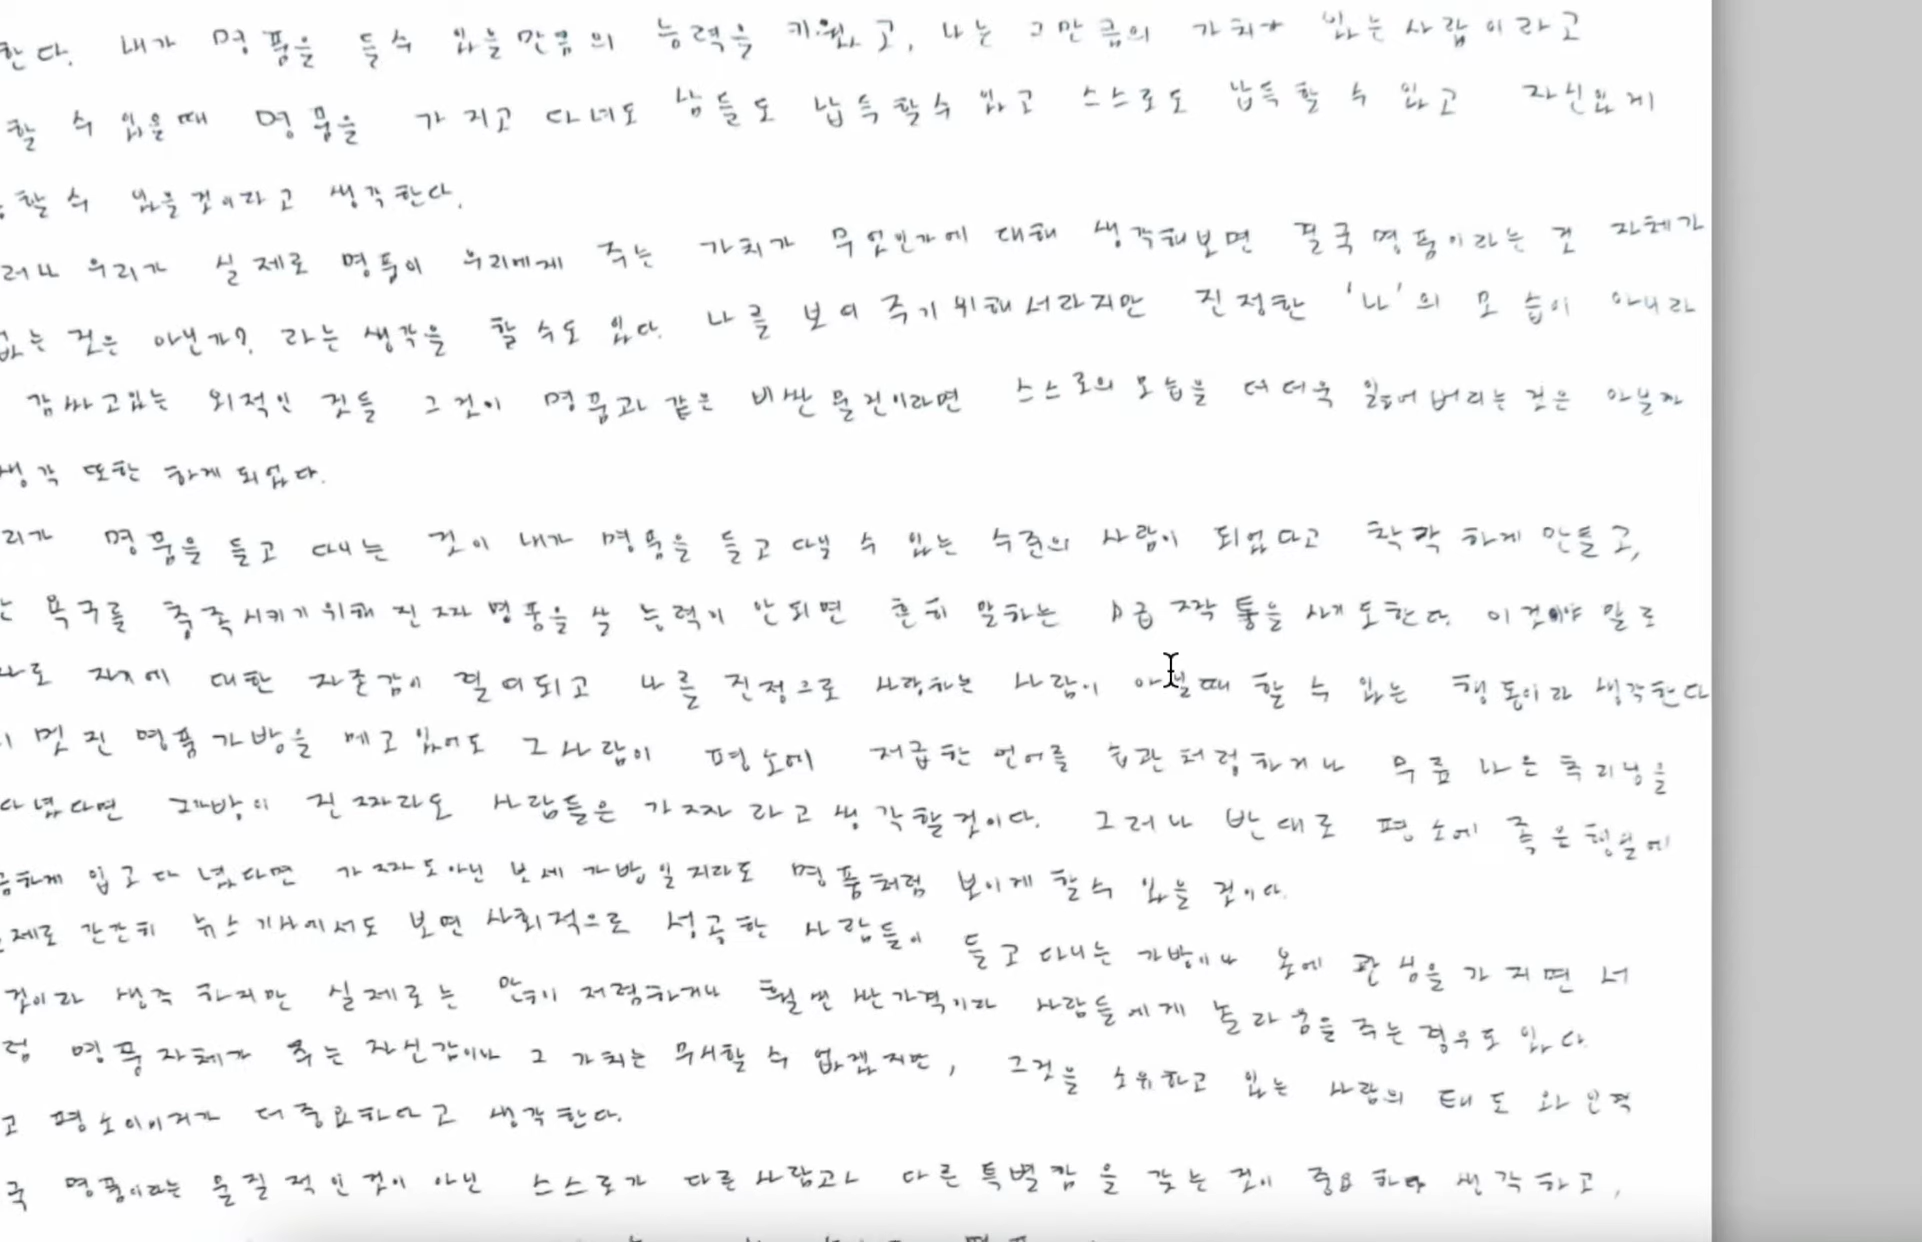 한다. 내가 명품을 들수 있을만큼의 능력을 키웠고, 나는 그만큼의 가치가 있는 사람이라고
할 수 있을때 명품을 가지고 다녀도 남들도 납득할수 있고 스스로도 납득할 수 있고 자신있게
할 수 있을것이라고 생각한다.
러나 우리가 실제로 명품이 우리에게 주는 가치가 무엇인가에 대해 생각해보면 결국 명품이라는 것 자체가
없는 것은 아닌가? 라는 생각을 할 수도 있다. 나를 보여 주기 위해서라지만 진정한 '나'의 모습이 아니라
감싸고있는 외적인 것들 그것이 명품과 같은 비싼 물건이라면 스스로의 모습을 더 더욱 잃어버리는 것은 아닐까
생각 또한 하게 되었다.
리가 명품을 들고 다니는 것이 내가 명품을 들고 다닐 수 있는 수준의 사람이 되었다고 착각 하게 만들고,
욕구를 충족시키기위해 진짜 명품을 살 능력이 안되면 흔히 말하는 A급 짝퉁을 사기도한다. 이것이야 말로
로 자기에 대한 자존감이 결여되고 나를 진정으로 사랑하는 사람이 아닐때 할 수 있는 행동이라 생각한다
멋진 명품가방을 메고 있어도 그사람이 평소에 저급한 언어를 습관처럼하거나 무릎 나온 츄리닝을
다녔다면 그가방이 진짜라도 사람들은 가짜라고 생각할것이다. 그러나 반대로 평소에
입고 다녔다면 가짜도아닌 보세 가방일지라도 명품처럼 보이게 할수 있을 것이다.
제로 간간히 뉴스기사에서도 보면 사회적으로 성공한 사람들이 들고 다니는 가방이나 옷에 관심을 가지면서
것이라 생각 하지만 실제로는 저렴하거나 훨씬 싼가격이라 사람들에게 놀라움을 주는 경우도 있다.
럼 명품자체가 주는 자신감이나 그 가치는 무시할 수 없겠지만, 그것을 소유하고 있는 사람의 태도와 인격
고 평소이미지가 더중요하다고 생각한다.
국 명품이라는 물질적인것이 아닌 스스로가 다른사람과 다른특별함을 갖는 것이 중요하다 생각하고,